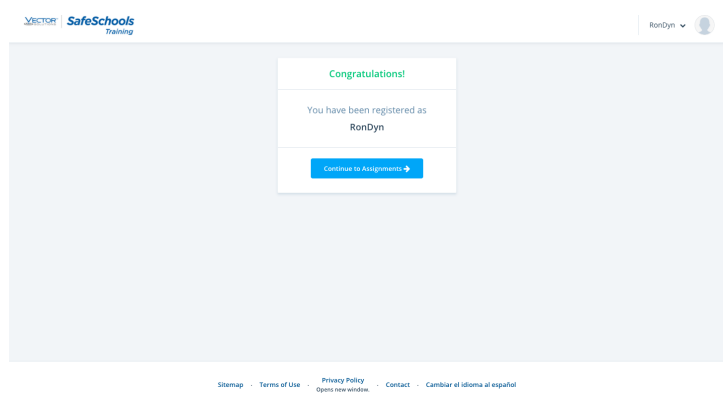 VECTOR SafeSchools
Training
RonDyn
Congratulations!
You have been registered as
RonDyn
Continue to Assignments
Sitemap - Terms of Use - Privacy Policy - Contact - Cambiar el idioma al español
Opens new window.